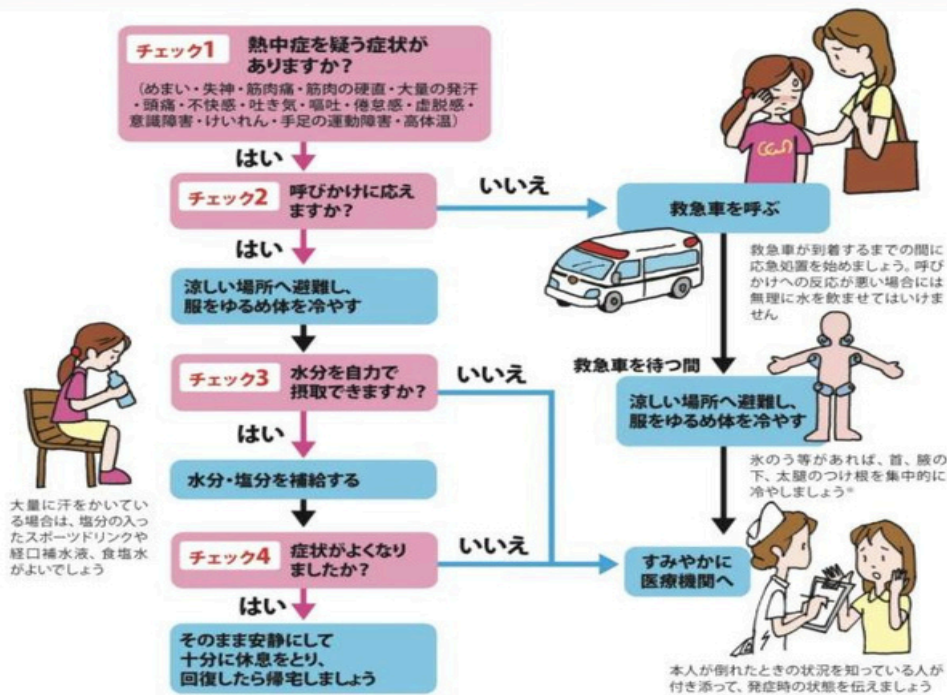 チェック1
熱中症を疑う症状が
ありますか?
(めまい・失神・筋肉痛・筋肉の硬直・大量の発汗
・頭痛・不快感・吐き気・嘔吐・倦怠感・虚脱感・
意識障害・けいれん・手足の運動障害・高体温)
はい
チェック2
呼びかけに応え
ますか?
いいえ
救急車を呼ぶ
救急車が到着するまでの間に
応急処置を始めましょう。呼び
かけへの反応が悪い場合には
無理に水を飲ませてはいけま
せん
はい
涼しい場所へ避難し、
服をゆるめ体を冷やす
チェック3
水分を自力で
摂取できますか?
いいえ
救急車を待つ間
涼しい場所へ避難し、
服をゆるめ体を冷やす
氷のう等があれば、首、腋の
下、太腿のつけ根を集中的に
冷やしましょう※
はい
水分・塩分を補給する
大量に汗をかいてい
る場合は、塩分の入っ
たスポーツドリンクや
経口補水液、食塩水
がよいでしょう
チェック4
症状がよくなり
ましたか?
いいえ
すみやかに
医療機関へ
はい
そのまま安静にして
十分に休息をとり、
回復したら帰宅しましょう
本人が倒れたときの状況を知っている人が
付き添って、発症時の状態を伝えましょう